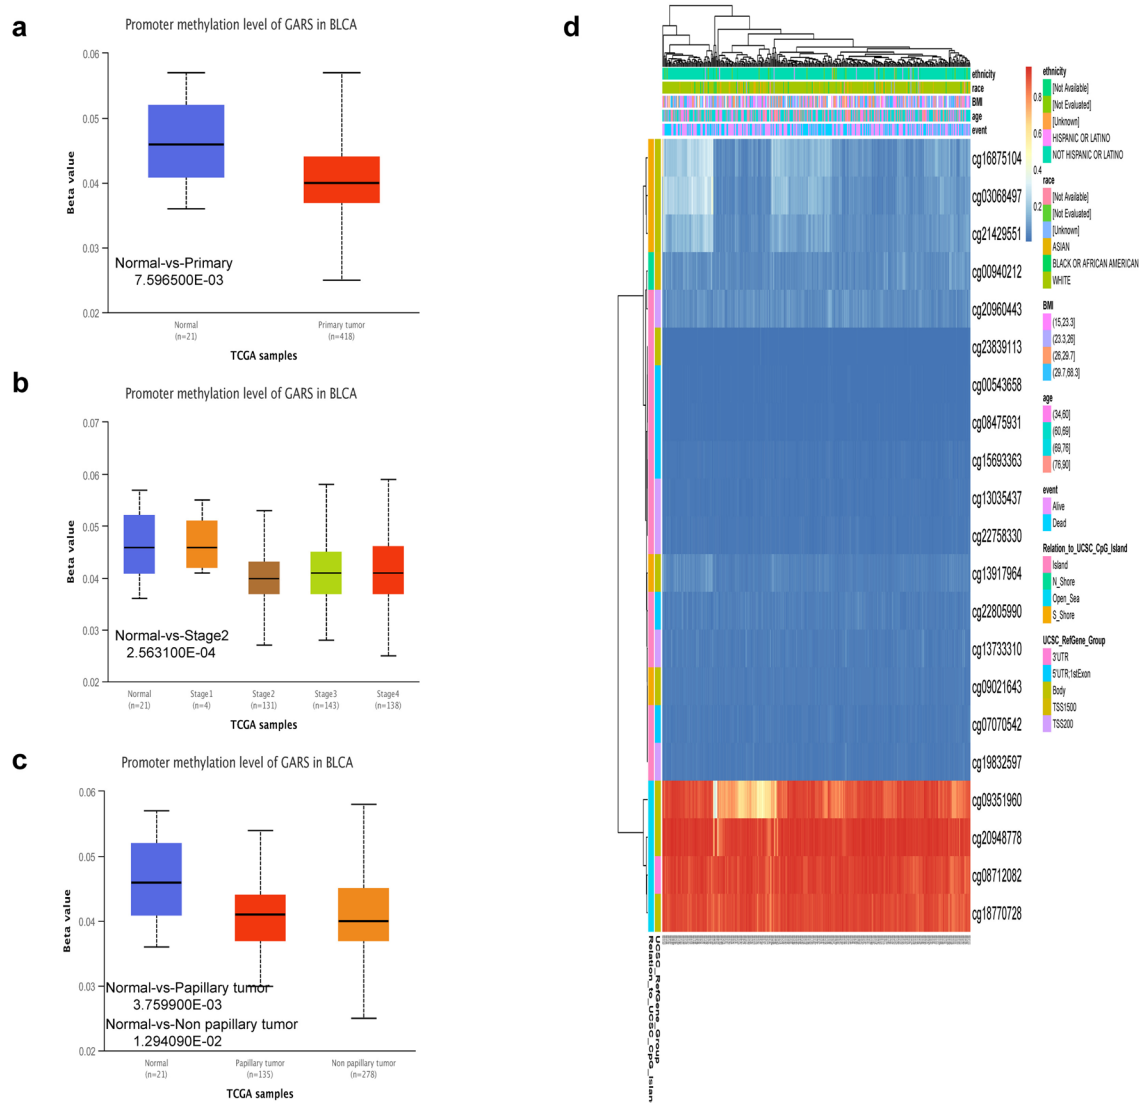 a
Promoter methylation level of GARS in BLCA
0.06
0.05
0.04
0.03
0.02
Beta value
Normal-vs-Primary
7.596500E-03
Normal
(n=21)
Primary tumor
(n=418)
TCGA samples
b
Promoter methylation level of GARS in BLCA
0.07
0.06
0.05
0.04
0.03
0.02
Beta value
Normal-vs-Stage2
2.563100E-04
Normal
(n=21)
Stage1
(n=4)
Stage2
(n=131)
Stage3
(n=143)
Stage4
(n=138)
TCGA samples
c
Promoter methylation level of GARS in BLCA
0.06
0.05
0.04
0.03
0.02
Beta value
Normal-vs-Papillary tumor
3.759900E-03
Normal-vs-Non papillary tumor
1.294090E-02
Normal
(n=21)
Papillary tumor
(n=135)
Non papillary tumor
(n=278)
TCGA samples
d
ethnicity
race
BMI
age
event
cg16875104
cg03068497
cg21429551
cg00940212
cg20960443
cg23839113
cg00543658
cg08475931
cg15693363
cg13035437
cg22758330
cg13917964
cg22805990
cg13733310
cg09021643
cg07070542
cg19832597
cg09351960
cg20948778
cg08712082
cg18770728
UCSC_RefGene_Group
Relation_to_UCSC_CpG_Islan
0.8
0.6
0.4
0.2
ethnicity
[Not Available]
[Not Evaluated]
[Unknown]
HISPANIC OR LATINO
NOT HISPANIC OR LATINO
race
[Not Available]
[Not Evaluated]
[Unknown]
ASIAN
BLACK OR AFRICAN AMERICAN
WHITE
BMI
(15,23.3]
(23.3,26]
(26,29.7]
(29.7,68.3]
age
(34,60]
(60,69]
(69,76]
(76,90]
event
Alive
Dead
Relation_to_UCSC_CpG_Island
Island
N_Shore
Open_Sea
S_Shore
UCSC_RefGene_Group
3'UTR
5'UTR;1stExon
Body
TSS1500
TSS200